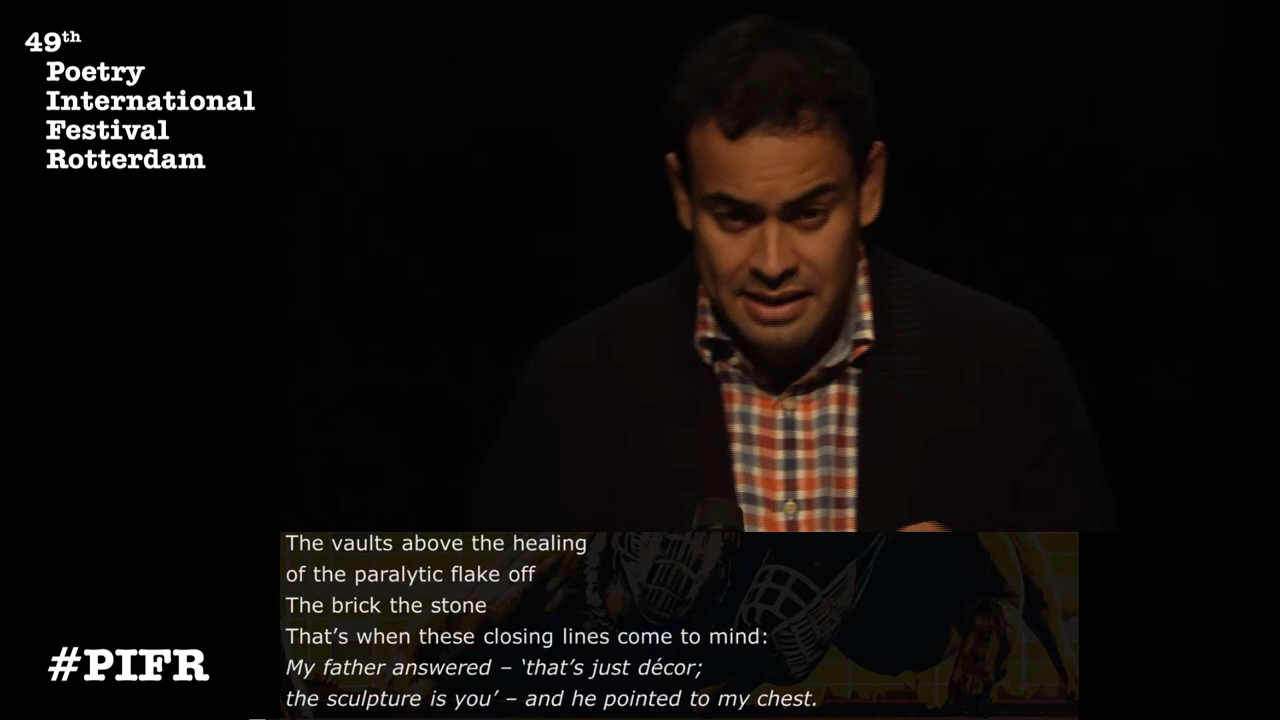 49th
Poetry
International
Festival
Rotterdam
The vaults above the healing
of the paralytic flake off
The brick the stone
That’s when these closing lines come to mind:
My father answered – ‘that’s just décor;
the sculpture is you’ – and he pointed to my chest.
#PIFR